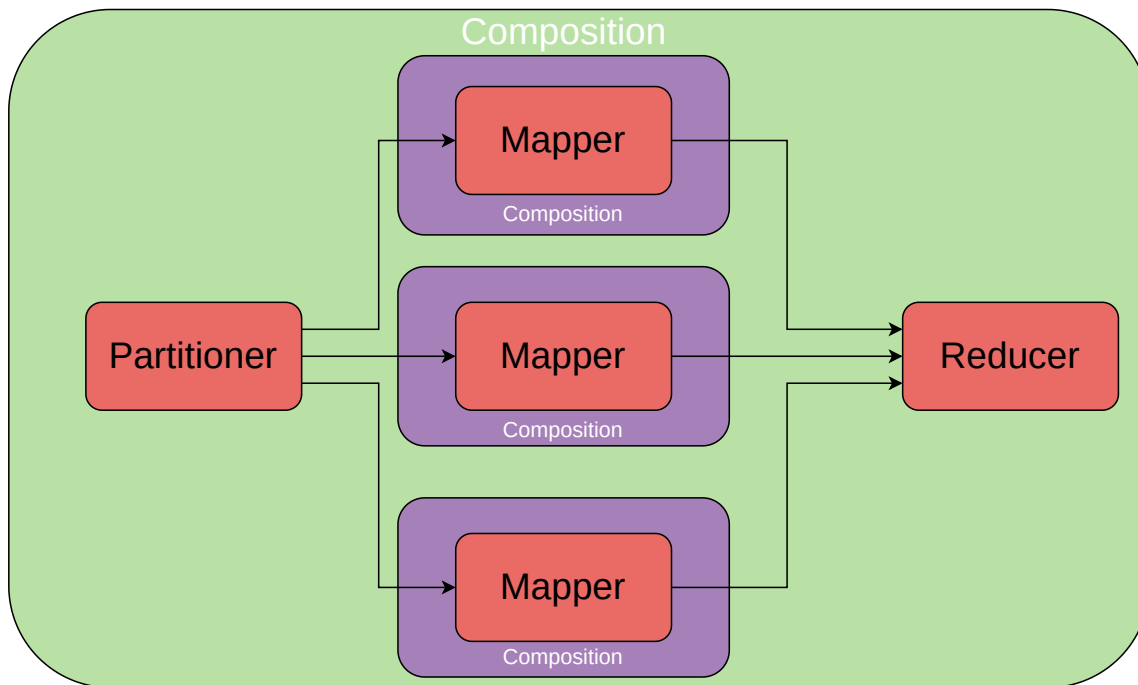 Composition
Mapper
Composition
Partitioner
Mapper
Composition
Reducer
Mapper
Composition